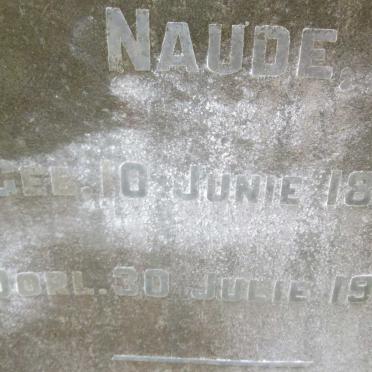 NAUDE.
GEB. 10 JUNIE 18
OORL. 30 JULIE 19